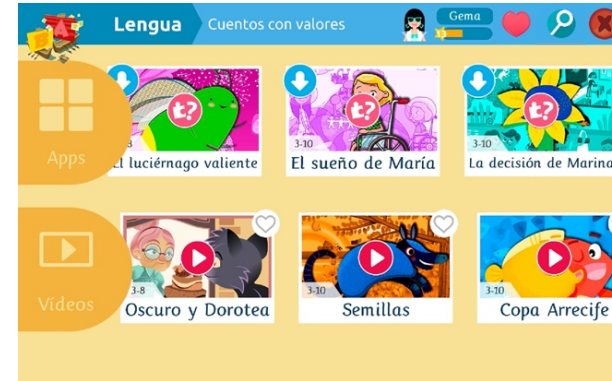 Lengua
Cuentos con valores
Gema
Apps
El luciérnago valiente
3-10
El sueño de María
3-10
La decisión de Marina
Vídeos
3-8
Oscuro y Dorotea
3-10
Semillas
3-10
Copa Arrecife